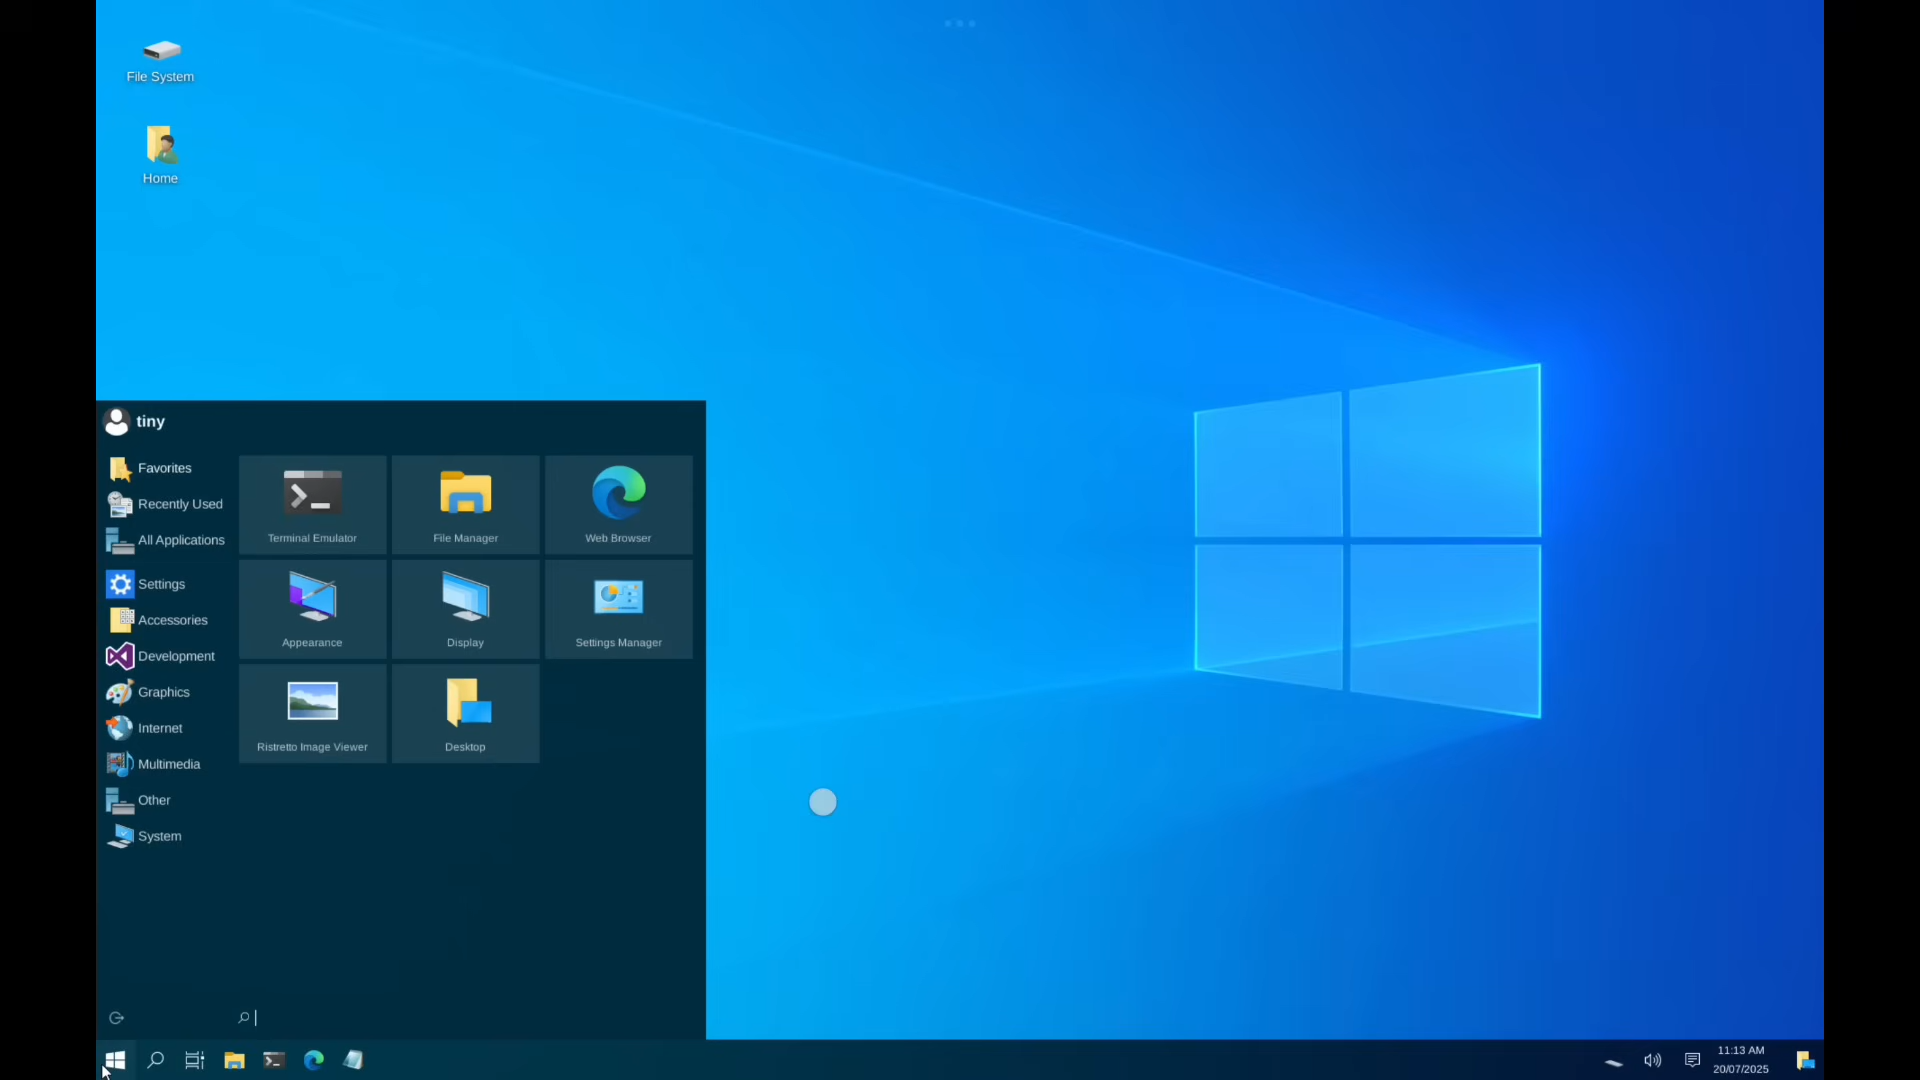 File System
Home
tiny
Favorites
Recently Used
All Applications
Settings
Accessories
Development
Graphics
Internet
Multimedia
Other
System
Terminal Emulator
File Manager
Web Browser
Appearance
Display
Settings Manager
Ristretto Image Viewer
Desktop
11:13 AM
20/07/2025